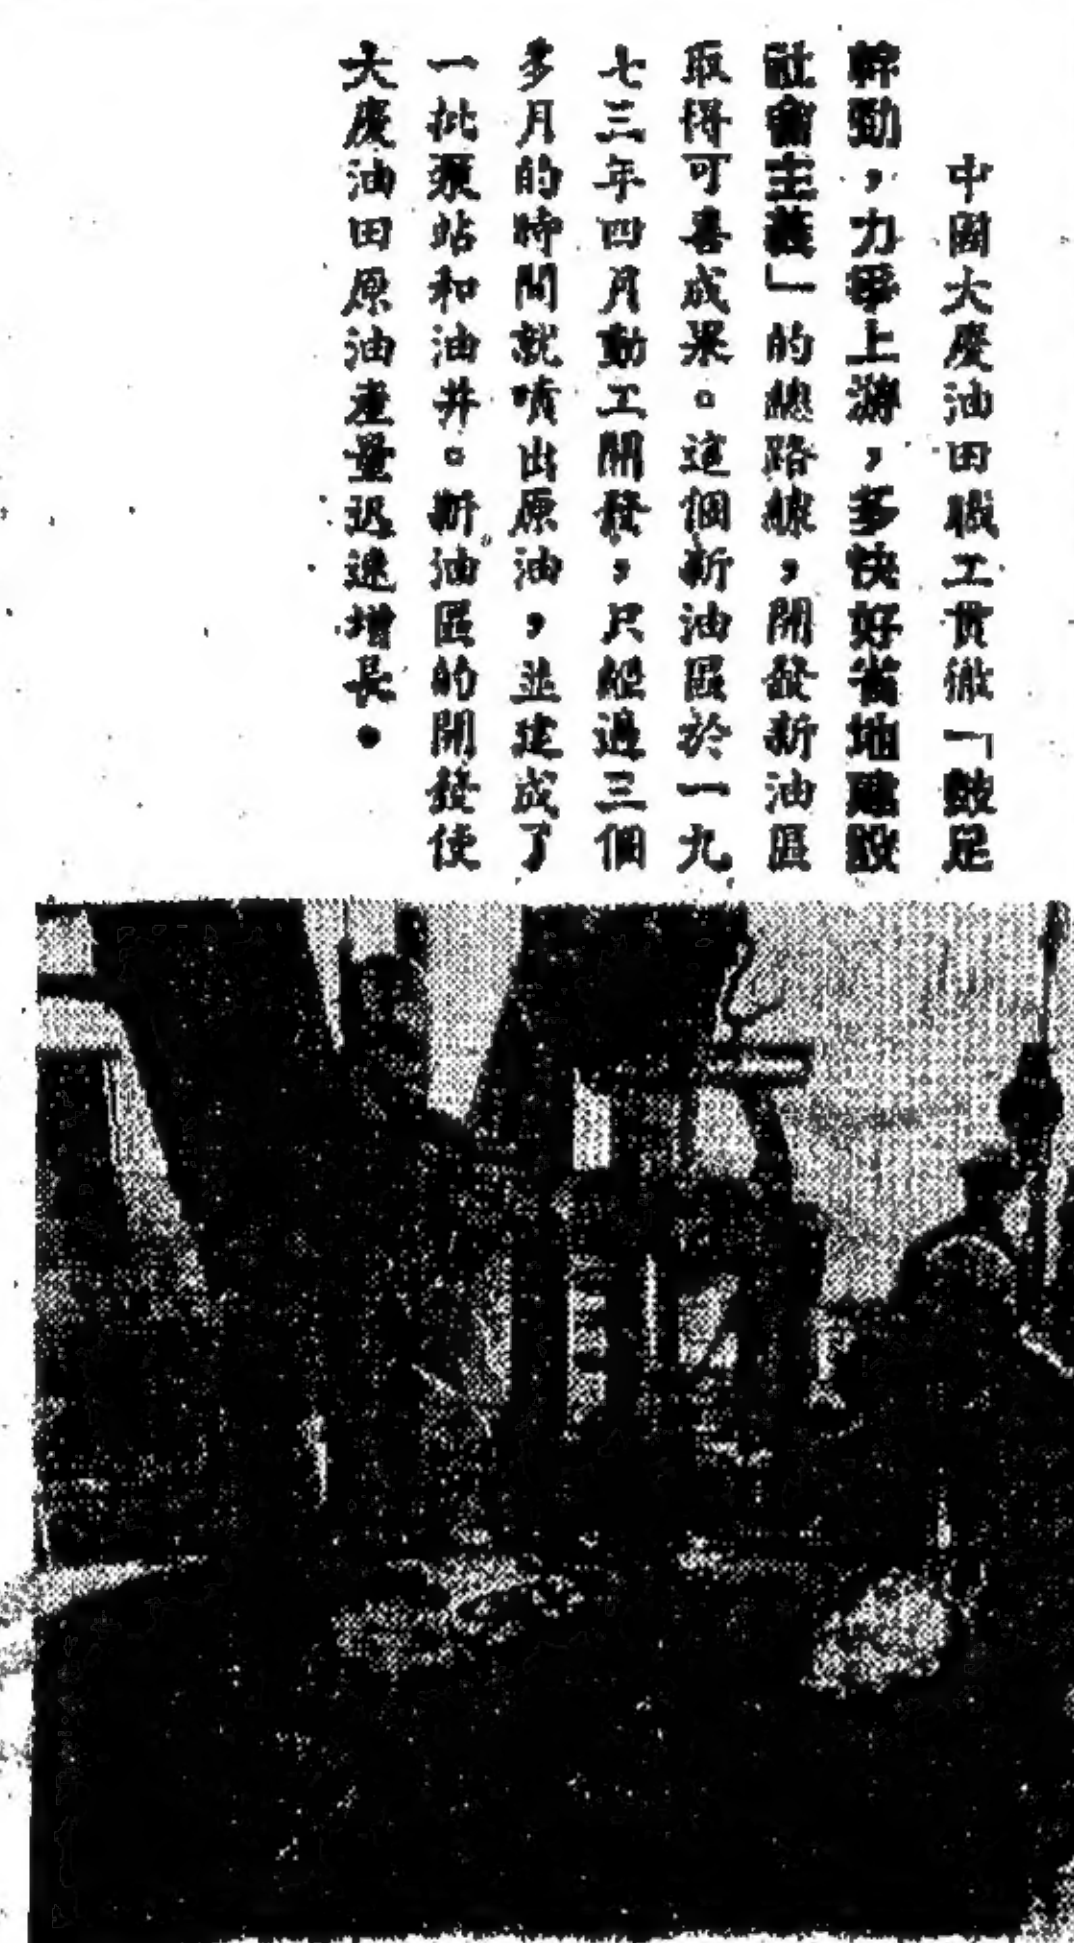 中國大慶油田職工貫徹「鼓足
幹勁，力爭上游，多快好省地建設
社會主義」的總路綫，開發新油區
取得可喜成果。這個新油區於一九
七三年四月動工開發，只經過三個
多月的時間就噴出原油，並建成了
一批泵站和油井。新油區的開發使
大慶油田原油產量迅速增長。